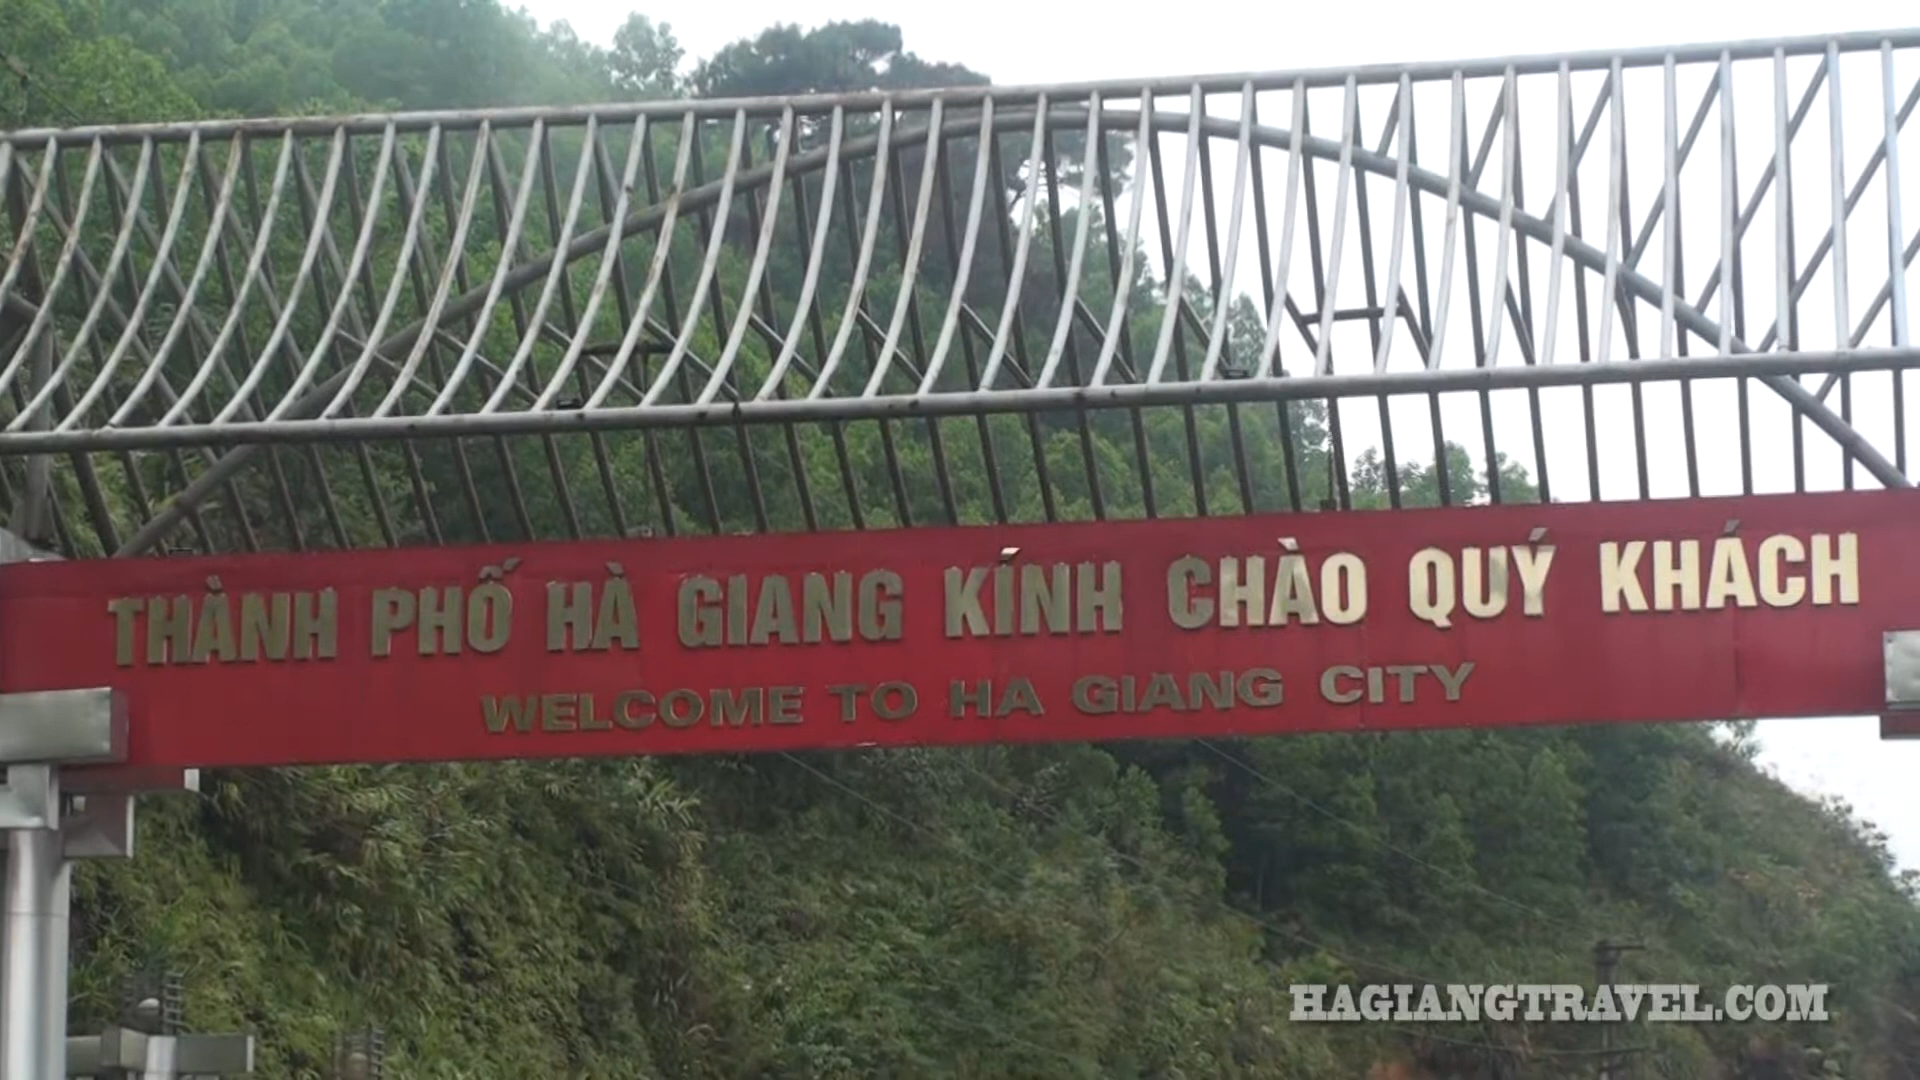 THÀNH PHỐ HÀ GIANG KÍNH CHÀO QUÝ KHÁCH
WELCOME TO HA GIANG CITY
HAGIANGTRAVEL.COM